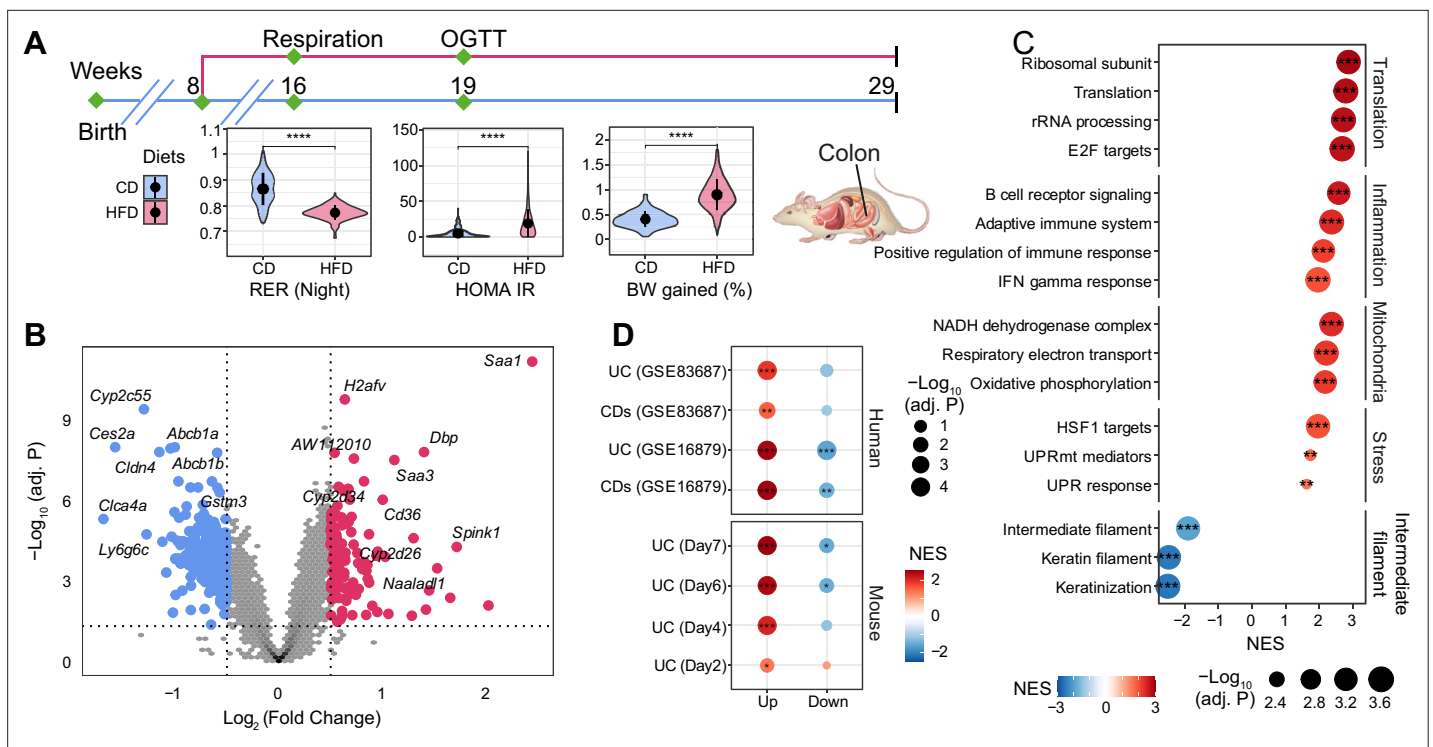 A
Respiration
OGTT
Weeks
8
16
19
29
Birth
Diets
CD
HFD
1.1
1
0.9
0.8
0.7
****
CD
HFD
RER (Night)
150
100
50
0
****
CD
HFD
HOMA IR
2
1.5
1
0.5
0
****
CD
HFD
BW gained (%)
Colon
B
−Log10 (adj. P)
9
6
3
0
Saa1
H2afv
Cyp2c55
Ces2a
Abcb1a
AW112010
Dbp
Cldn4
Abcb1b
Saa3
Clca4a
Gstm3
Cyp2d34
Cd36
Spink1
Ly6g6c
Cyp2d26
Naaladl1
−1
0
1
2
Log2 (Fold Change)
C
Ribosomal subunit
***
Translation
***
rRNA processing
***
E2F targets
***
Translation
B cell receptor signaling
***
Adaptive immune system
***
Positive regulation of immune response
***
IFN gamma response
***
Inflammation
NADH dehydrogenase complex
***
Respiratory electron transport
***
Oxidative phosphorylation
***
Mitochondria
HSF1 targets
***
UPRmt mediators
**
UPR response
**
Stress
Intermediate filament
***
Keratin filament
***
Keratinization
***
Intermediate
filament
−2
−1
0
1
2
3
NES
NES
−3
0
3
−Log10
(adj. P)
2.4
2.8
3.2
3.6
D
UC (GSE83687)
***
CDs (GSE83687)
**
UC (GSE16879)
***
***
CDs (GSE16879)
***
**
Human
UC (Day7)
***
*
UC (Day6)
***
*
UC (Day4)
***
UC (Day2)
*
Mouse
Up
Down
−Log10
(adj. P)
1
2
3
4
NES
2
0
−2